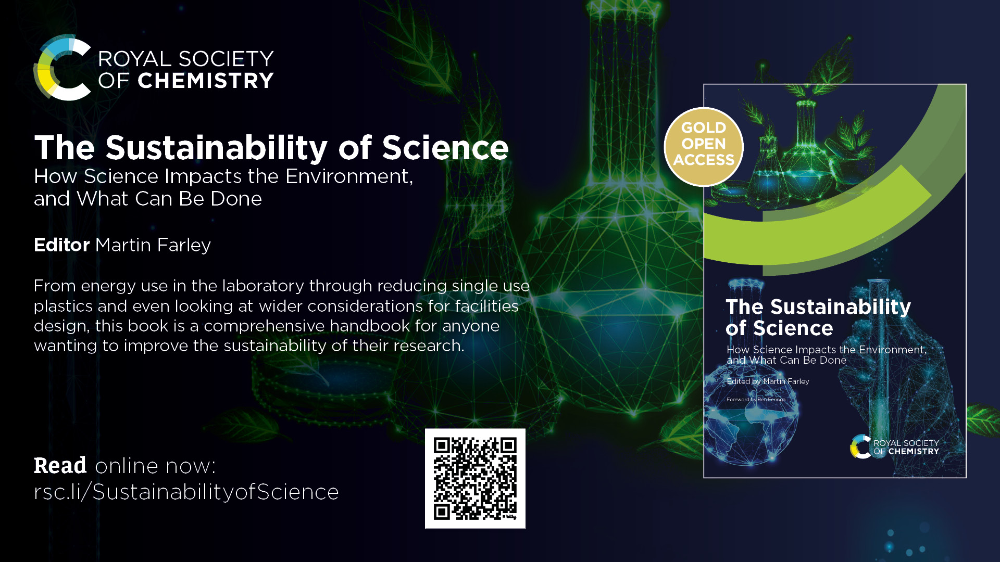 ROYAL SOCIETY
OF CHEMISTRY
The Sustainability of Science
How Science Impacts the Environment,
and What Can Be Done
Editor Martin Farley
From energy use in the laboratory through reducing single use
plastics and even looking at wider considerations for facilities
design, this book is a comprehensive handbook for anyone
wanting to improve the sustainability of their research.
Read online now:
rsc.li/SustainabilityofScience
bitly
GOLD
OPEN
ACCESS
The Sustainability
of Science
How Science Impacts the Environment,
and What Can Be Done
Edited by Martin Farley
Foreword by Ben Feringa
ROYAL SOCIETY
OF CHEMISTRY